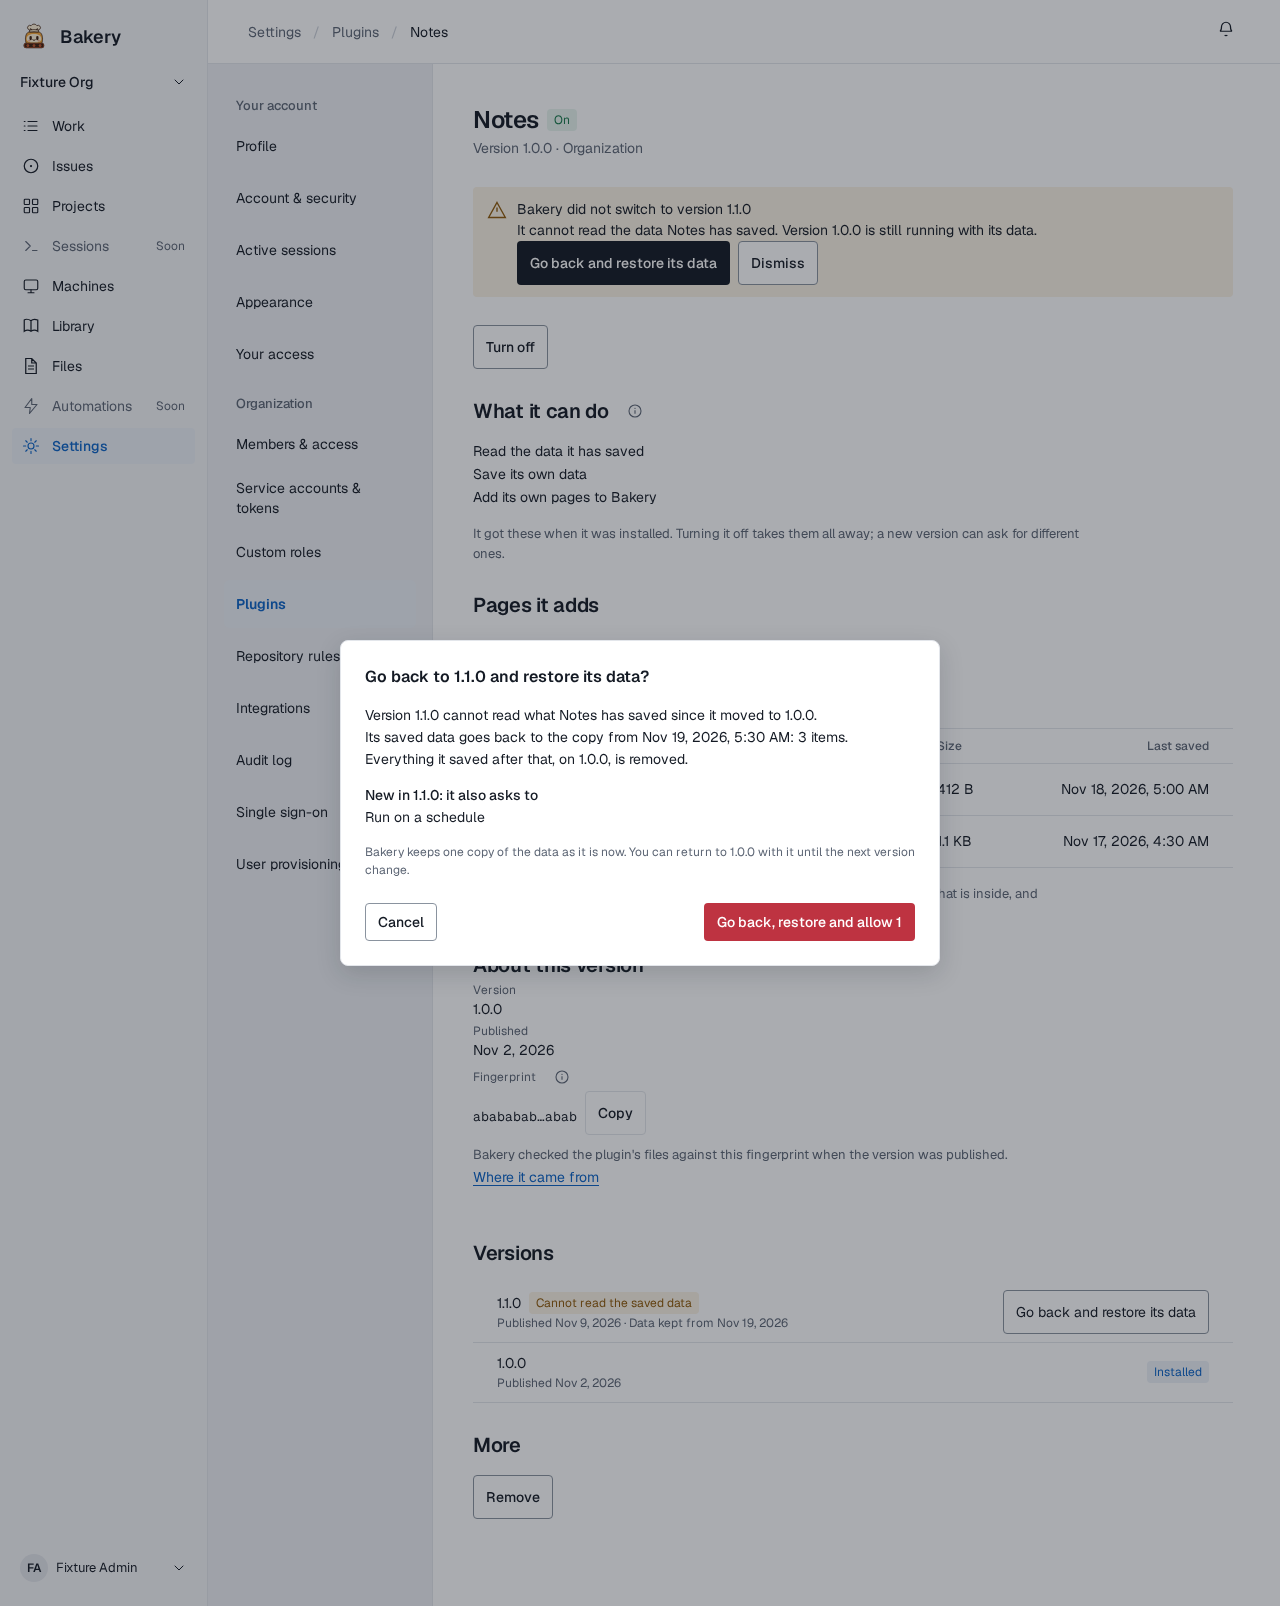 Bakery
Fixture Org
Work
Issues
Projects
Sessions Soon
Machines
Library
Files
Automations Soon
Settings
FA Fixture Admin
Settings / Plugins / Notes
Your account
Profile
Account & security
Active sessions
Appearance
Your access
Organization
Members & access
Service accounts &
tokens
Custom roles
Plugins
Repository rules
Integrations
Audit log
Single sign-on
User provisioning
Notes On
Version 1.0.0 · Organization
Bakery did not switch to version 1.1.0
It cannot read the data Notes has saved. Version 1.0.0 is still running with its data.
Go back and restore its data Dismiss
Turn off
What it can do
Read the data it has saved
Save its own data
Add its own pages to Bakery
It got these when it was installed. Turning it off takes them all away; a new version can ask for different
ones.
Pages it adds
Go back to 1.1.0 and restore its data?
Version 1.1.0 cannot read what Notes has saved since it moved to 1.0.0.
Its saved data goes back to the copy from Nov 19, 2026, 5:30 AM: 3 items.
Everything it saved after that, on 1.0.0, is removed.
New in 1.1.0: it also asks to
Run on a schedule
Bakery keeps one copy of the data as it is now. You can return to 1.0.0 with it until the next version
change.
Cancel Go back, restore and allow 1
Size Last saved
412 B Nov 18, 2026, 5:00 AM
1.1 KB Nov 17, 2026, 4:30 AM
is inside, and
About this version
Version
1.0.0
Published
Nov 2, 2026
Fingerprint
abababab…abab Copy
Bakery checked the plugin's files against this fingerprint when the version was published.
Where it came from
Versions
1.1.0 Cannot read the saved data
Published Nov 9, 2026 · Data kept from Nov 19, 2026
Go back and restore its data
1.0.0
Published Nov 2, 2026
Installed
More
Remove